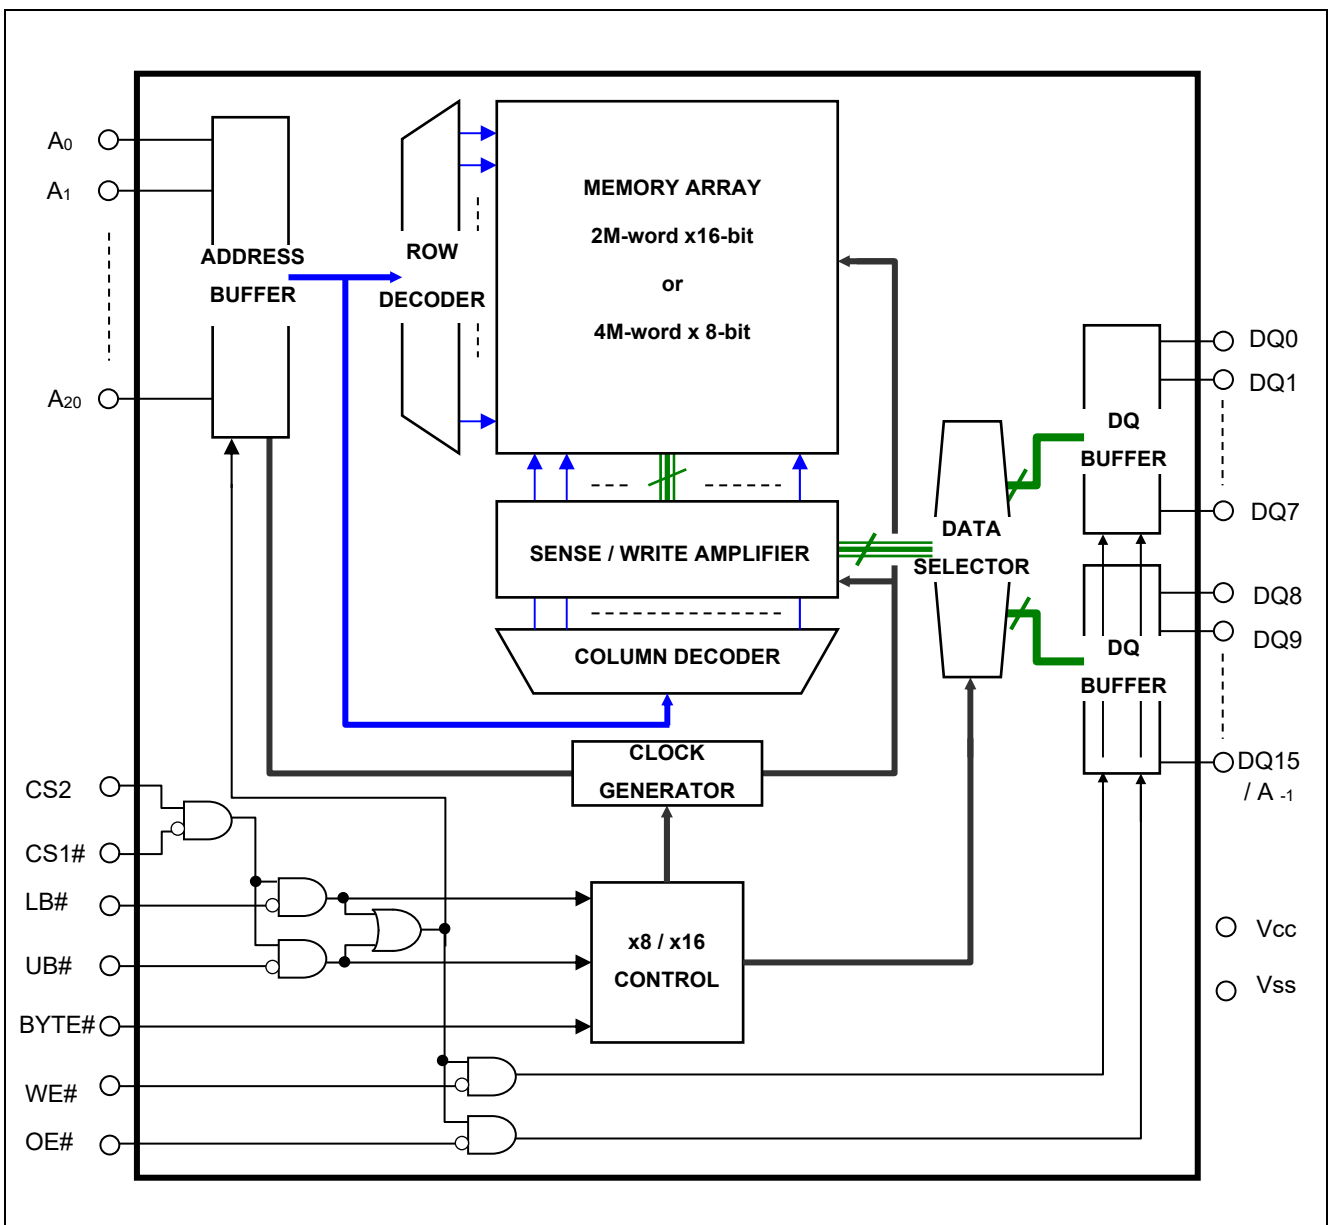 A0
A1
A20
ADDRESS
BUFFER
ROW
DECODER
MEMORY ARRAY
2M-word x16-bit
or
4M-word x 8-bit
SENSE / WRITE AMPLIFIER
COLUMN DECODER
CLOCK
GENERATOR
x8 / x16
CONTROL
DATA
SELECTOR
DQ
BUFFER
DQ
BUFFER
DQ0
DQ1
DQ7
DQ8
DQ9
DQ15
/ A -1
Vcc
Vss
CS2
CS1#
LB#
UB#
BYTE#
WE#
OE#